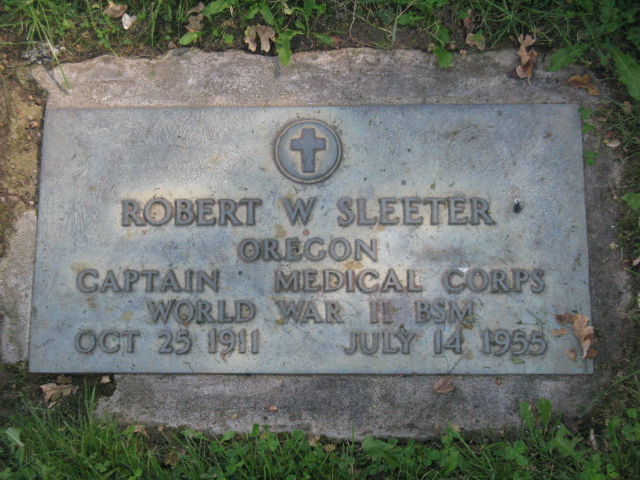 ROBERT W SLEETER
OREGON
CAPTAIN MEDICAL CORPS
WORLD WAR II BSM
OCT 25 1911 JULY 14 1955